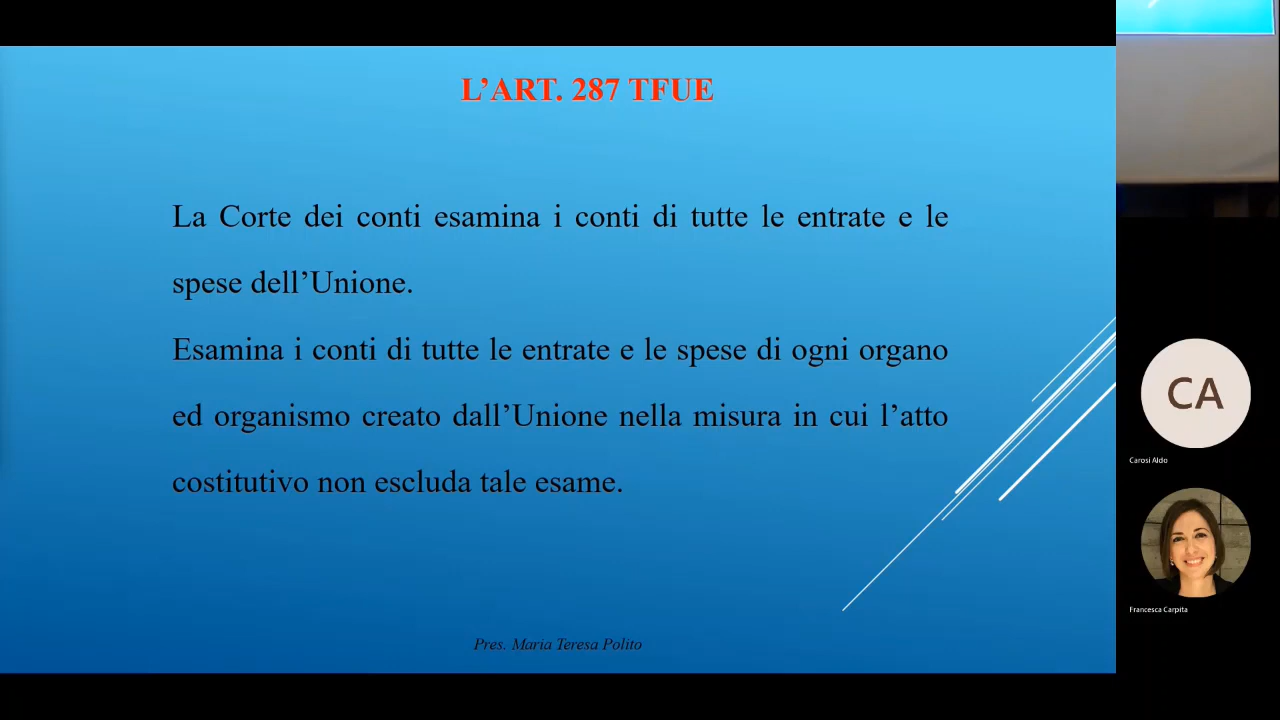 L’ART. 287 TFUE
La Corte dei conti esamina i conti di tutte le entrate e le
spese dell’Unione.
Esamina i conti di tutte le entrate e le spese di ogni organo
ed organismo creato dall’Unione nella misura in cui l’atto
costitutivo non escluda tale esame.
Pres. Maria Teresa Polito
CA
Carosi Aldo
Francesca Carpita